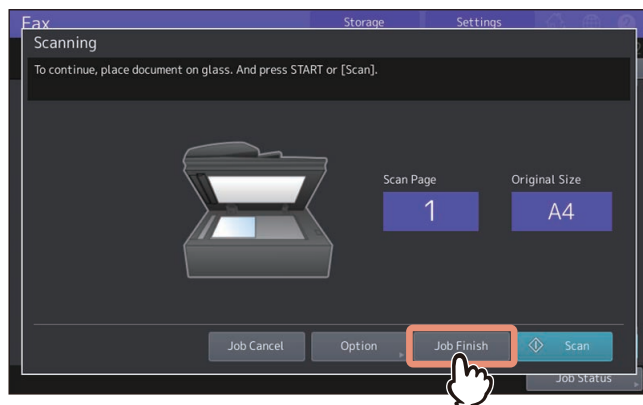 Fax
Storage
Settings
Scanning
To continue, place document on glass. And press START or [Scan].
Scan Page
Original Size
1
A4
Job Cancel
Option
Job Finish
Scan
Job Status